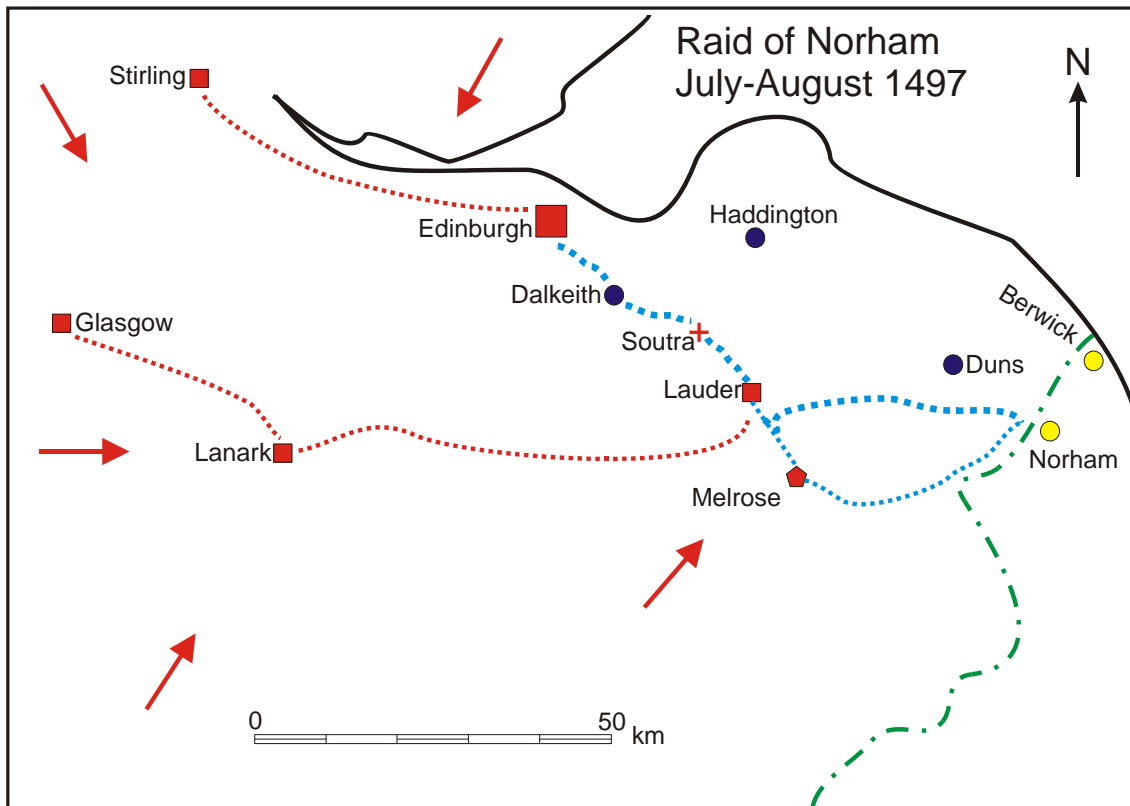 Raid of Norham
July-August 1497
N
Stirling
Edinburgh
Haddington
Dalkeith
Glasgow
Soutra
Berwick
Duns
Lauder
Lanark
Norham
Melrose
0 50 km